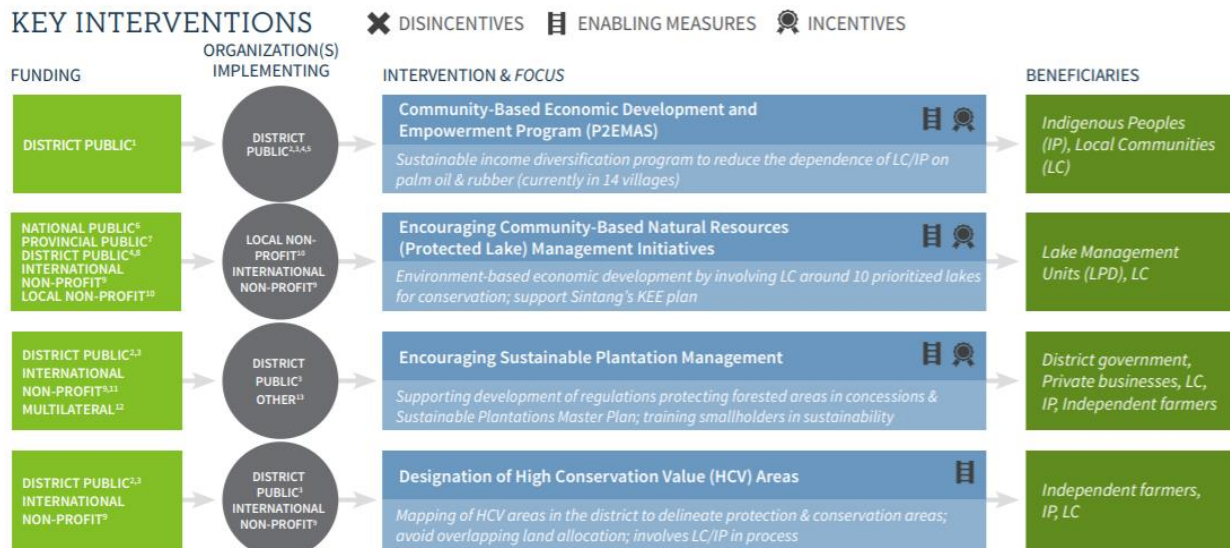 KEY INTERVENTIONS
DISINCENTIVES ENABLING MEASURES INCENTIVES
FUNDING
ORGANIZATION(S)
IMPLEMENTING
INTERVENTION & FOCUS
BENEFICIARIES
DISTRICT PUBLIC¹
DISTRICT
PUBLIC²,³,⁴,⁵
Community-Based Economic Development and
Empowerment Program (P2EMAS)
Sustainable income diversification program to reduce the dependence of LC/IP on
palm oil & rubber (currently in 14 villages)
Indigenous Peoples
(IP), Local Communities
(LC)
NATIONAL PUBLIC⁶
PROVINCIAL PUBLIC⁷
DISTRICT PUBLIC⁴,⁸
INTERNATIONAL
NON-PROFIT⁹
LOCAL NON-PROFIT¹⁰
LOCAL NON-
PROFIT¹⁰
INTERNATIONAL
NON-PROFIT⁹
Encouraging Community-Based Natural Resources
(Protected Lake) Management Initiatives
Environment-based economic development by involving LC around 10 prioritized lakes
for conservation; support Sintang's KEE plan
Lake Management
Units (LPD), LC
DISTRICT PUBLIC²,³
INTERNATIONAL
NON-PROFIT⁹,¹¹
MULTILATERAL¹²
DISTRICT
PUBLIC³
OTHER¹³
Encouraging Sustainable Plantation Management
Supporting development of regulations protecting forested areas in concessions &
Sustainable Plantations Master Plan; training smallholders in sustainability
District government,
Private businesses, LC,
IP, Independent farmers
DISTRICT PUBLIC²,³
INTERNATIONAL
NON-PROFIT⁹
DISTRICT
PUBLIC³
INTERNATIONAL
NON-PROFIT⁹
Designation of High Conservation Value (HCV) Areas
Mapping of HCV areas in the district to delineate protection & conservation areas;
avoid overlapping land allocation; involves LC/IP in process
Independent farmers,
IP, LC